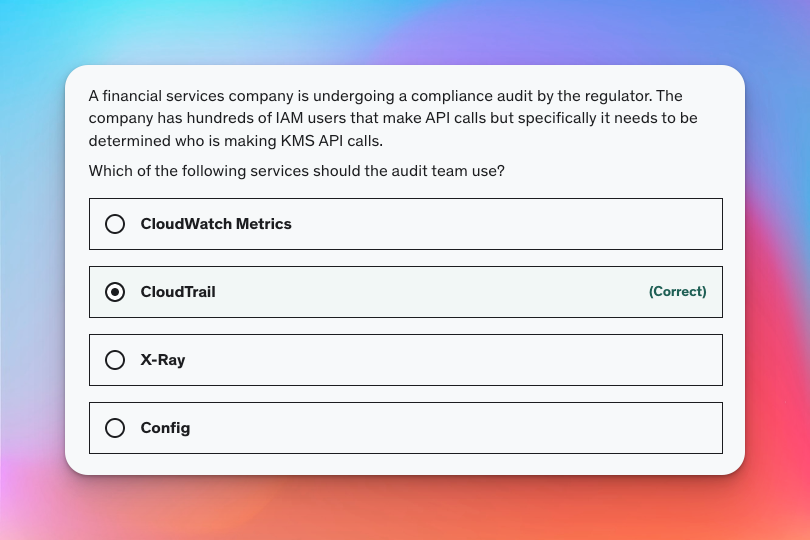 A financial services company is undergoing a compliance audit by the regulator. The
company has hundreds of IAM users that make API calls but specifically it needs to be
determined who is making KMS API calls.
Which of the following services should the audit team use?
CloudWatch Metrics
CloudTrail (Correct)
X-Ray
Config